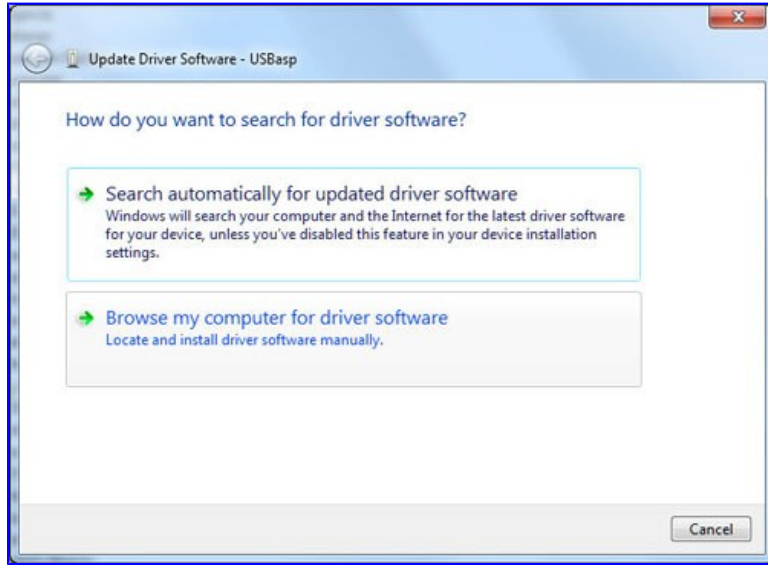 Update Driver Software - USBasp
How do you want to search for driver software?
Search automatically for updated driver software
Windows will search your computer and the Internet for the latest driver software
for your device, unless you've disabled this feature in your device installation
settings.
Browse my computer for driver software
Locate and install driver software manually.
Cancel